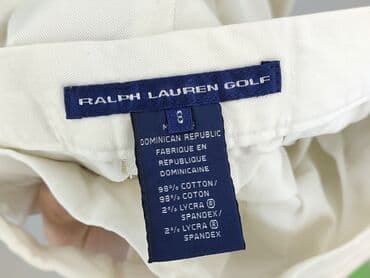 RALPH LAUREN GOLF
8
DOMINICAN REPUBLIC
FABRIQUE EN
REPUBLIQUE
DOMINICAINE
98% COTTON/
98% COTON
2% LYCRA ®
SPANDEX/
2% LYCRA ®
SPANDEX